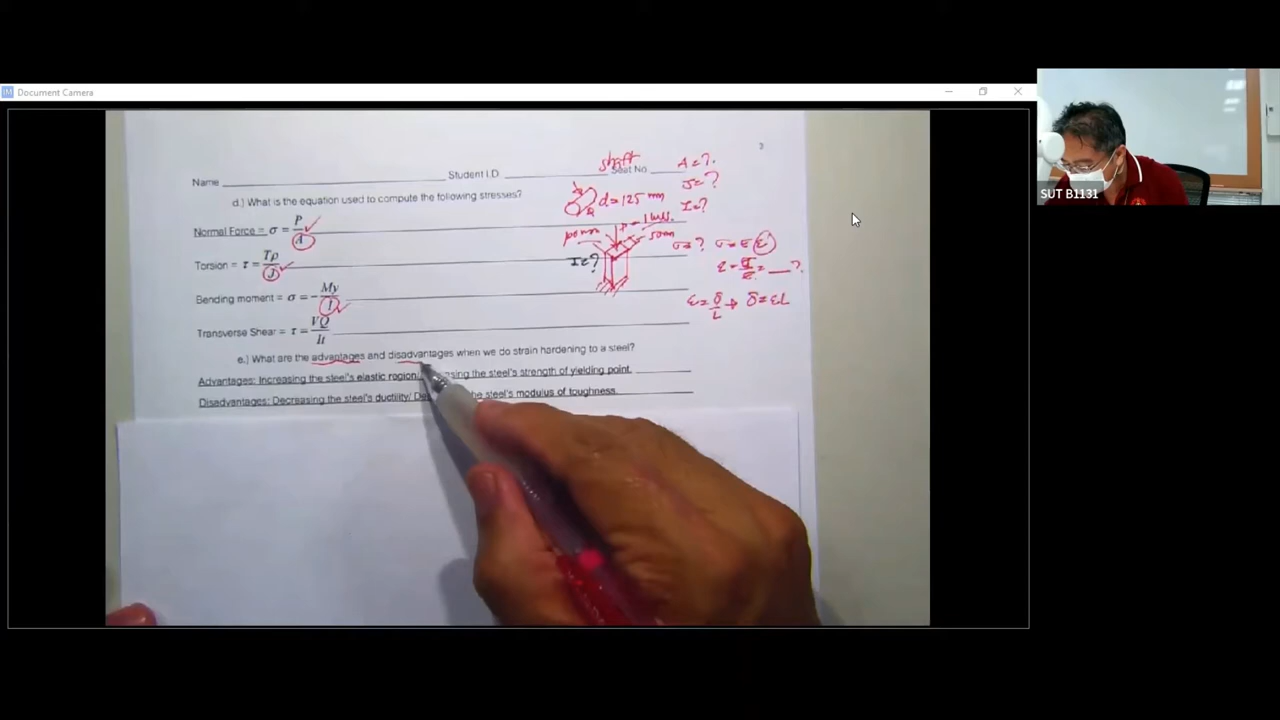 Document Camera
3
Name Student I.D. Seat No.
shaft
A = ?
J = ?
I = ?
d.) What is the equation used to compute the following stresses?
d = 125 mm
Normal Force = σ = P / A
Torsion = τ = Tρ / J
50mm
I = ?
σ = ?
Bending moment = σ = - My / I
ε = δ / L → δ = εL
Transverse Shear = τ = VQ / It
e.) What are the advantages and disadvantages when we do strain hardening to a steel?
Advantages: Increasing the steel's elastic region/ the steel's strength of yielding point.
Disadvantages: Decreasing the steel's ductility/ the steel's modulus of toughness.
SUT B1131